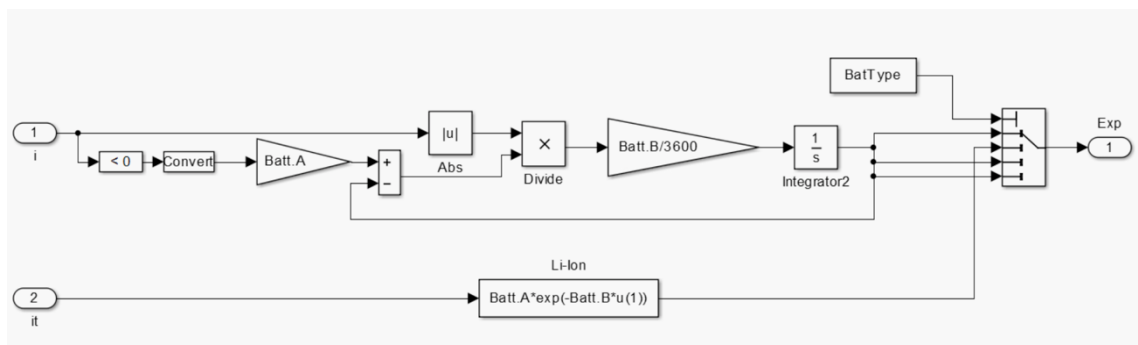 BatType
Exp
1
1
i
|u|
Abs
×
Divide
Batt.B/3600
1
s
Integrator2
< 0
Convert
Batt.A
+
−
Li-Ion
2
it
Batt.A*exp(-Batt.B*u(1))